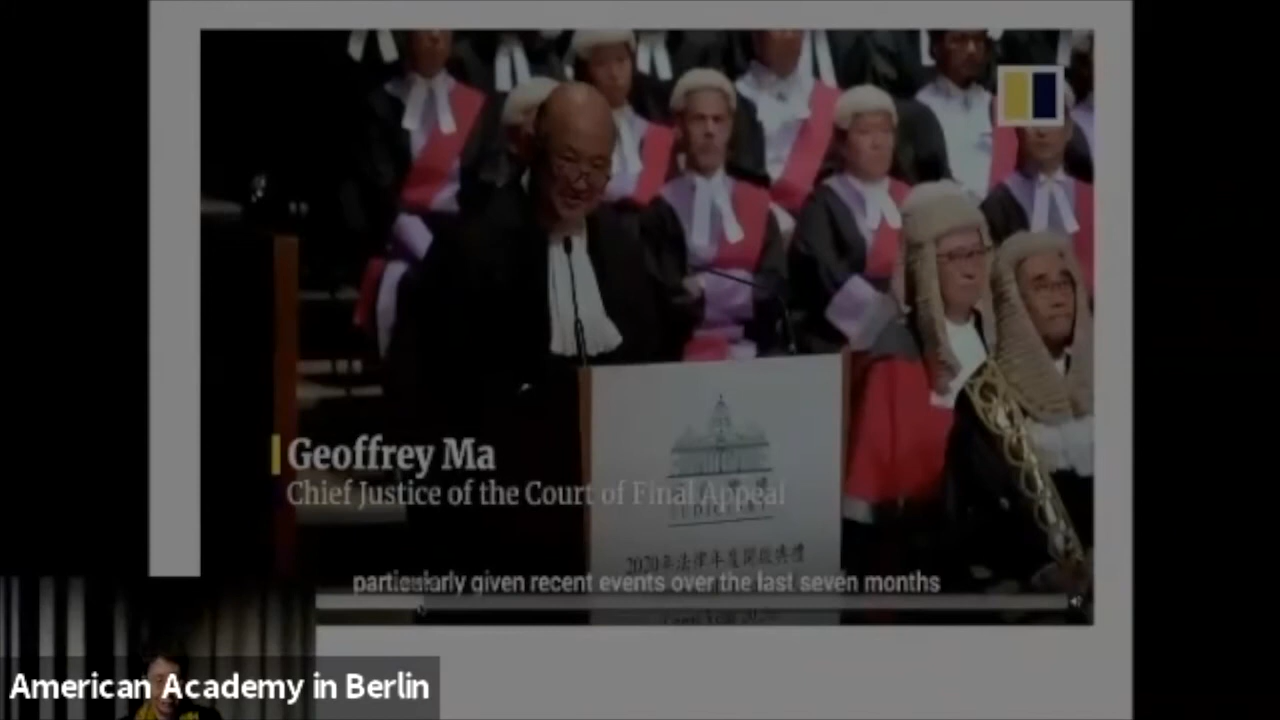 Geoffrey Ma
Chief Justice of the Court of Final Appeal
JUDICIARY
2020年法律年度開啟典禮
particularly given recent events over the last seven months
American Academy in Berlin